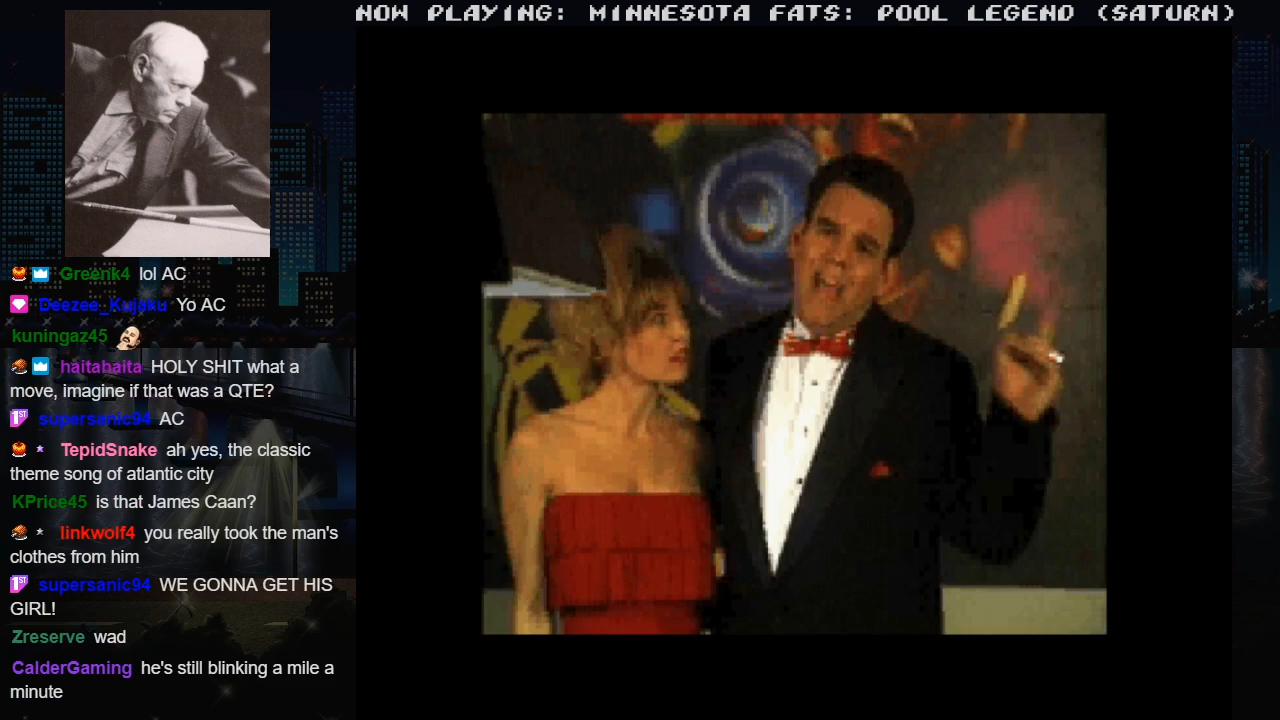 NOW PLAYING: MINNESOTA FATS: POOL LEGEND (SATURN)
Greenk4 lol AC
Deezee_Kujaku Yo AC
kuningaz45
haitahaita HOLY SHIT what a
move, imagine if that was a QTE?
1ST supersanic94 AC
TepidSnake ah yes, the classic
theme song of atlantic city
KPrice45 is that James Caan?
linkwolf4 you really took the man's
clothes from him
1ST supersanic94 WE GONNA GET HIS
GIRL!
Zreserve wad
CalderGaming he's still blinking a mile a
minute